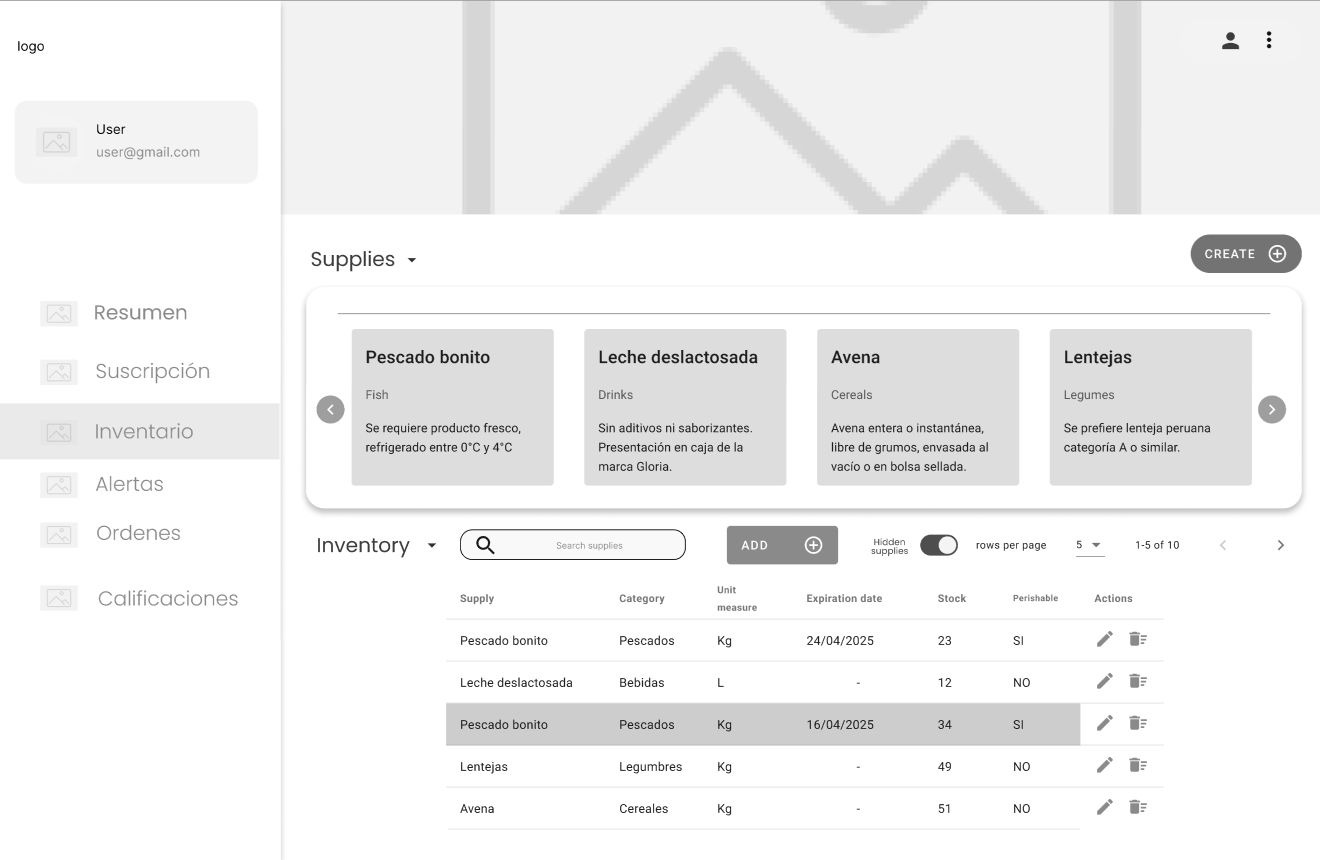 logo
User
user@gmail.com
Resumen
Suscripción
Inventario
Alertas
Ordenes
Calificaciones
Supplies
CREATE
Pescado bonito
Fish
Se requiere producto fresco,
refrigerado entre 0°C y 4°C
Leche deslactosada
Drinks
Sin aditivos ni saborizantes.
Presentación en caja de la
marca Gloria.
Avena
Cereals
Avena entera o instantánea,
libre de grumos, envasada al
vacío o en bolsa sellada.
Lentejas
Legumes
Se prefiere lenteja peruana
categoría A o similar.
Inventory
Search supplies
ADD
Hidden
supplies
rows per page
5
1-5 of 10
Supply Category Unit measure Expiration date Stock Perishable Actions
Pescado bonito Pescados Kg 24/04/2025 23 SI
Leche deslactosada Bebidas L - 12 NO
Pescado bonito Pescados Kg 16/04/2025 34 SI
Lentejas Legumbres Kg - 49 NO
Avena Cereales Kg - 51 NO